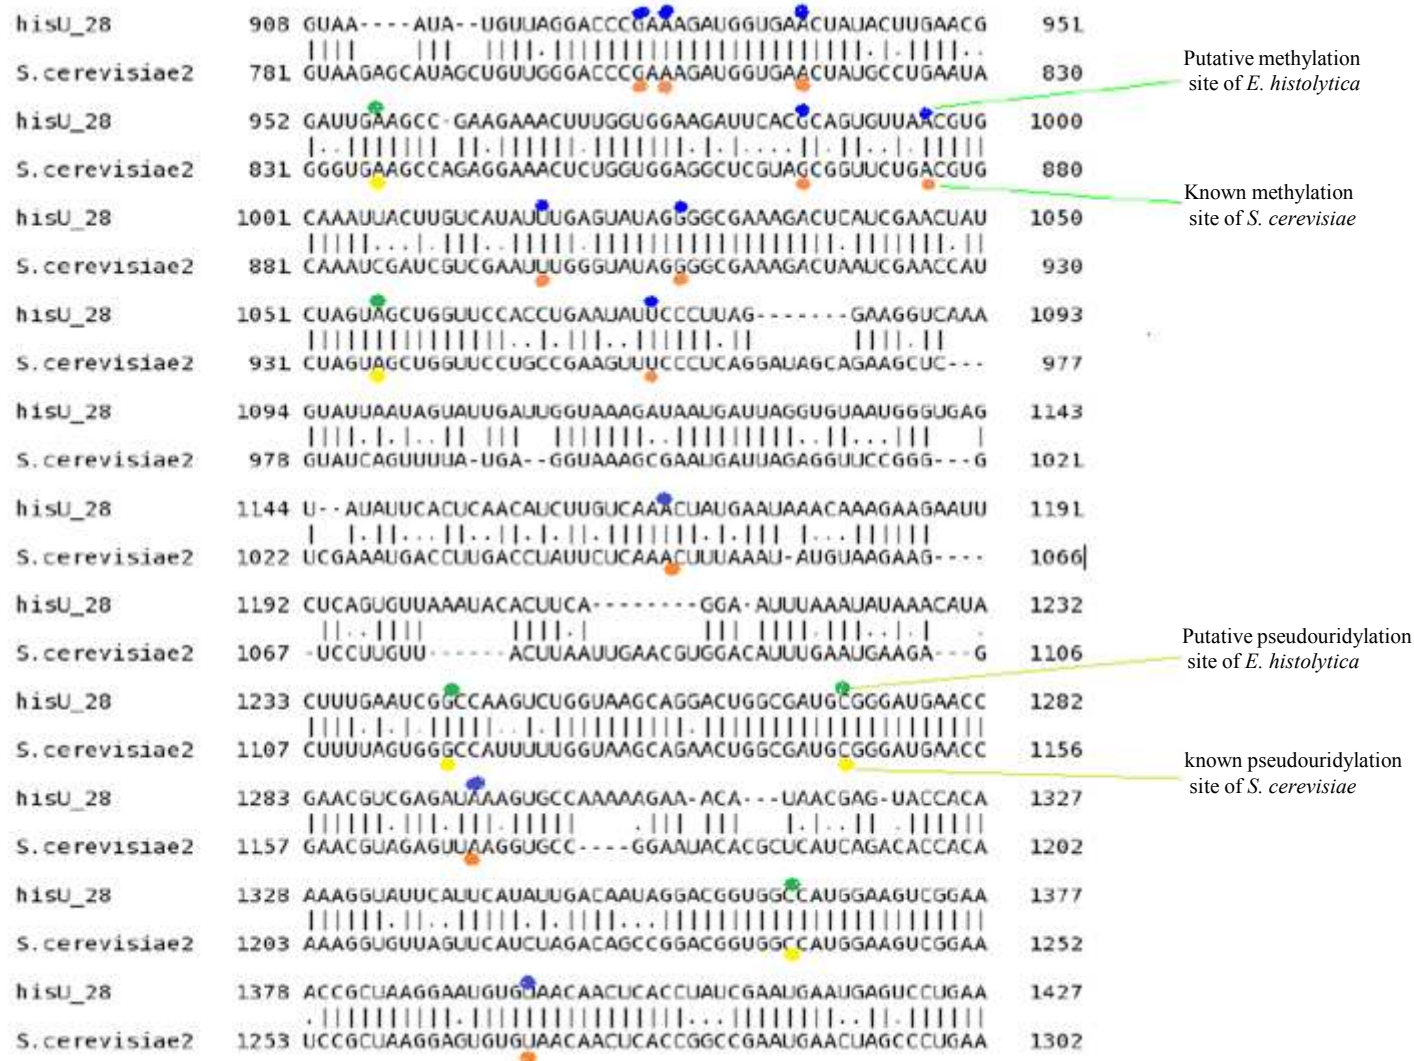 hisU_28 908 GUAA----AUA--UGUUAGGACCCGAAAGAUGGUGAACUAUACUUGAACG 951
S.cerevisiae2 781 GUAAGAGCAUAGCUGUUGGGACCCGAAAGAUGGUGAACUAUGCCUGAAUA 830
Putative methylation
site of E. histolytica
hisU_28 952 GAUUGAAGCC-GAAGAAACUUUGGUGGAAGAUUCACGCAGUGUUAACGUG 1000
S.cerevisiae2 831 GGGUGAAGCCAGAGGAAACUCUGGUGGAGGCUCGUAGCGGUUCUGACGUG 880
Known methylation
site of S. cerevisiae
hisU_28 1001 CAAAUUACUUGUCAUAUUUGAGUAUAGGGGCGAAAGACUCAUCGAACUAU 1050
S.cerevisiae2 881 CAAAUCGAUCGUCGAAUUUGGGUAUAGGGGCGAAAGACUAAUCGAACCAU 930
hisU_28 1051 CUAGUAGCUGGUUCCACCUGAAUAUUUCCCUUAG-------GAAGGUCAAA 1093
S.cerevisiae2 931 CUAGUAGCUGGUUCCUGCCGAAGUUUCCCUCAGGAUAGCAGAAGCUC--- 977
hisU_28 1094 GUAUUAAUAGUAUUGAUUGGUAAAGAUAAUGAUUAGGUGUAAUGGGUGAG 1143
S.cerevisiae2 978 GUAUCAGUUUUA-UGA--GGUAAAGCGAAUGAUUAGAGGUUCCGGG---G 1021
hisU_28 1144 U--AUAUUCACUCAACAUCUUGUCAAACUAUGAAUAAACAAAGAAGAAUU 1191
S.cerevisiae2 1022 UCGAAAUGACCUUGACCUAUUCUCAAACUUUAAAU-AUGUAAGAAG---- 1066
hisU_28 1192 CUCAGUGUUAAAUACACUUCA--------GGA-AUUUAAAUAUAAACAUA 1232
S.cerevisiae2 1067 -UCCUUGUU------ACUUAAUUGAACGUGGACAUUUGAAUGAAGA---G 1106
Putative pseudouridylation
site of E. histolytica
hisU_28 1233 CUUUGAAUCGGCCAAGUCUGGUAAGCAGGACUGGCGAUGCGGGAUGAACC 1282
S.cerevisiae2 1107 CUUUUAGUGGGCCAUUUUUGGUAAGCAGAACUGGCGAUGCGGGAUGAACC 1156
known pseudouridylation
site of S. cerevisiae
hisU_28 1283 GAACGUCGAGAUAAAGUGCCAAAAAGAA-ACA---UAACGAG-UACCACA 1327
S.cerevisiae2 1157 GAACGUAGAGUUAAGGUGCC----GGAAUACACGCUCAUCAGACACCACA 1202
hisU_28 1328 AAAGGUAUUCAUUCAUAUUGACAAUAGGACGGUGGCCAUGGAAGUCGGAA 1377
S.cerevisiae2 1203 AAAGGUGUUAGUUCAUCUAGACAGCCGGACGGUGGCCAUGGAAGUCGGAA 1252
hisU_28 1378 ACCGCUAAGGAAUGUGUAACAACUCACCUAUCGAAUGAAUGAGUCCUGAA 1427
S.cerevisiae2 1253 UCCGCUAAGGAGUGUGUAACAACUCACCGGCCGAAUGAACUAGCCCUGAA 1302